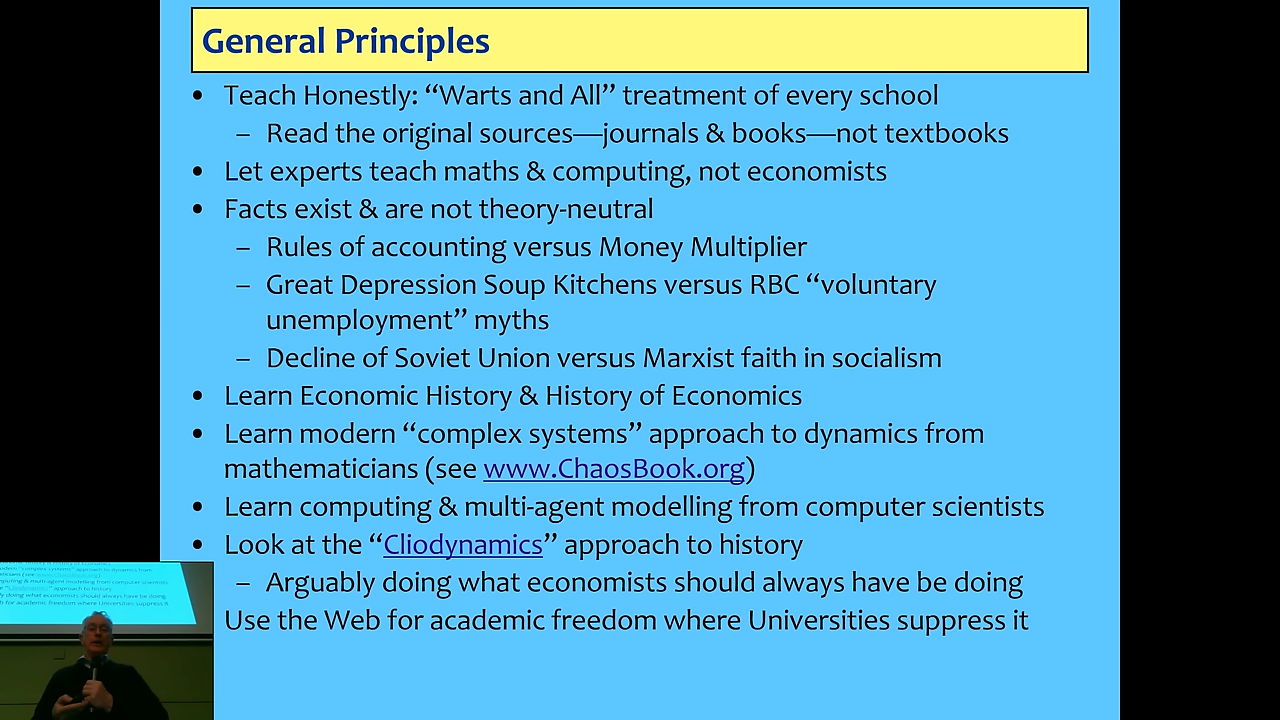 General Principles
• Teach Honestly: “Warts and All” treatment of every school
– Read the original sources—journals & books—not textbooks
• Let experts teach maths & computing, not economists
• Facts exist & are not theory-neutral
– Rules of accounting versus Money Multiplier
– Great Depression Soup Kitchens versus RBC “voluntary
unemployment” myths
– Decline of Soviet Union versus Marxist faith in socialism
• Learn Economic History & History of Economics
• Learn modern “complex systems” approach to dynamics from
mathematicians (see www.ChaosBook.org)
• Learn computing & multi-agent modelling from computer scientists
• Look at the “Cliodynamics” approach to history
– Arguably doing what economists should always have be doing
Use the Web for academic freedom where Universities suppress it